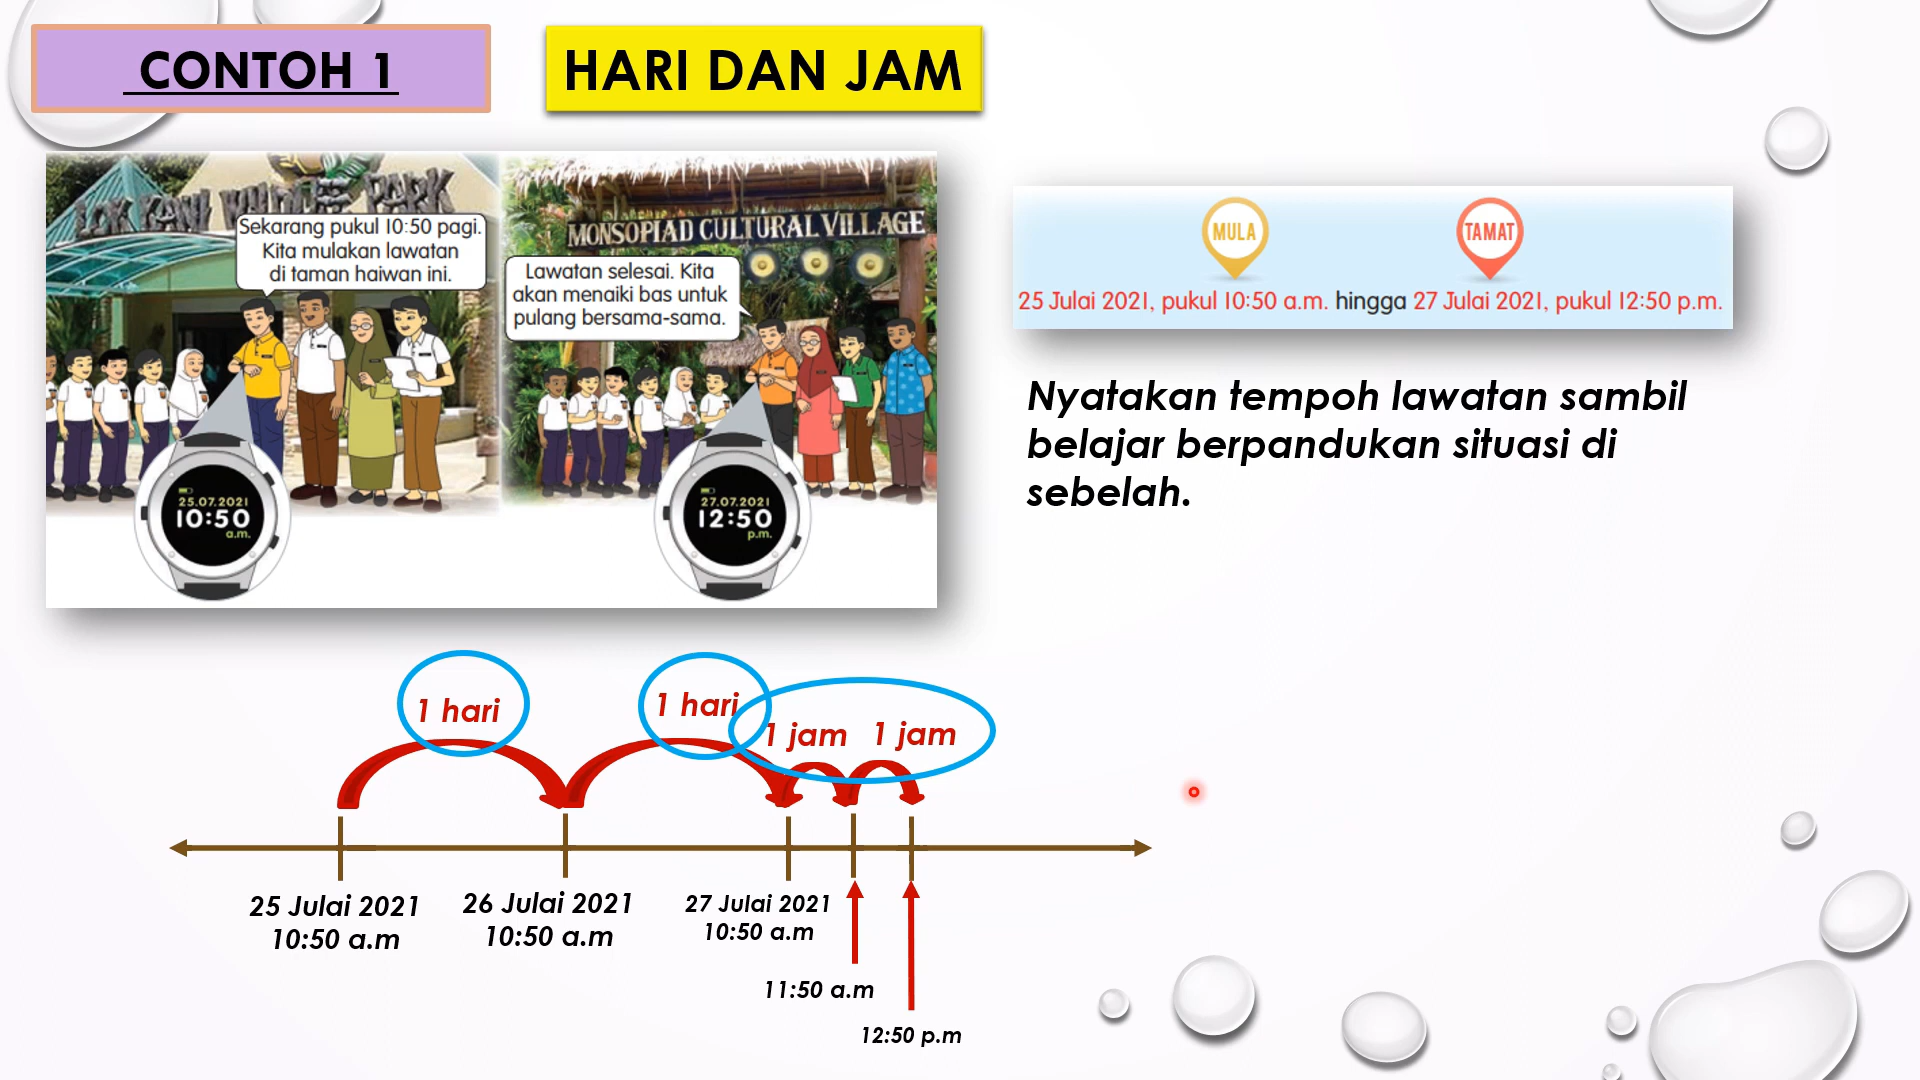 CONTOH 1
HARI DAN JAM
LOK KAWI WILDLIFE PARK
Sekarang pukul 10:50 pagi.
Kita mulakan lawatan
di taman haiwan ini.
MONSOPIAD CULTURAL VILLAGE
Lawatan selesai. Kita
akan menaiki bas untuk
pulang bersama-sama.
25.07.2021
10:50
a.m.
27.07.2021
12:50
p.m.
MULA
TAMAT
25 Julai 2021, pukul 10:50 a.m. hingga 27 Julai 2021, pukul 12:50 p.m.
Nyatakan tempoh lawatan sambil
belajar berpandukan situasi di
sebelah.
1 hari
1 hari
1 jam
1 jam
25 Julai 2021
10:50 a.m
26 Julai 2021
10:50 a.m
27 Julai 2021
10:50 a.m
11:50 a.m
12:50 p.m